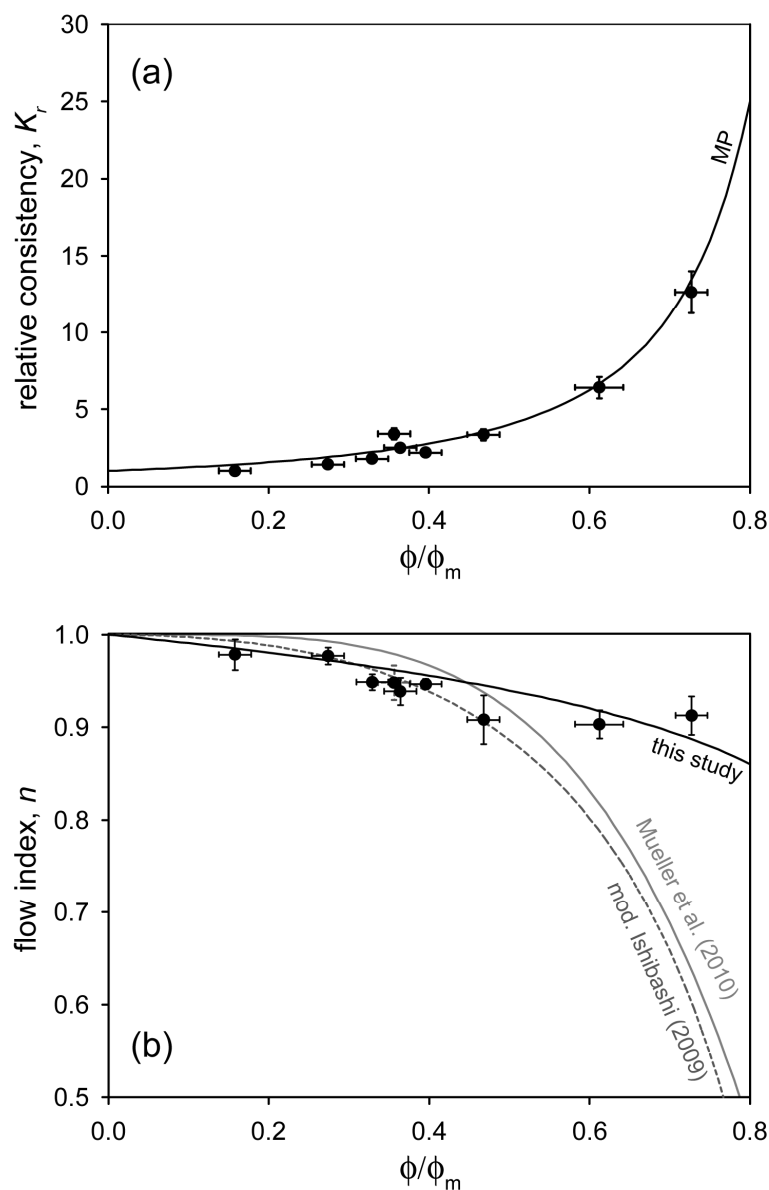 30
(a)
25
MP
20
relative consistency, Kr
15
10
5
0
0.0 0.2 0.4 0.6 0.8
ϕ/ϕm
1.0
0.9
this study
flow index, n
0.8
Mueller et al. (2010)
mod. Ishibashi (2009)
0.7
0.6
(b)
0.5
0.0 0.2 0.4 0.6 0.8
ϕ/ϕm